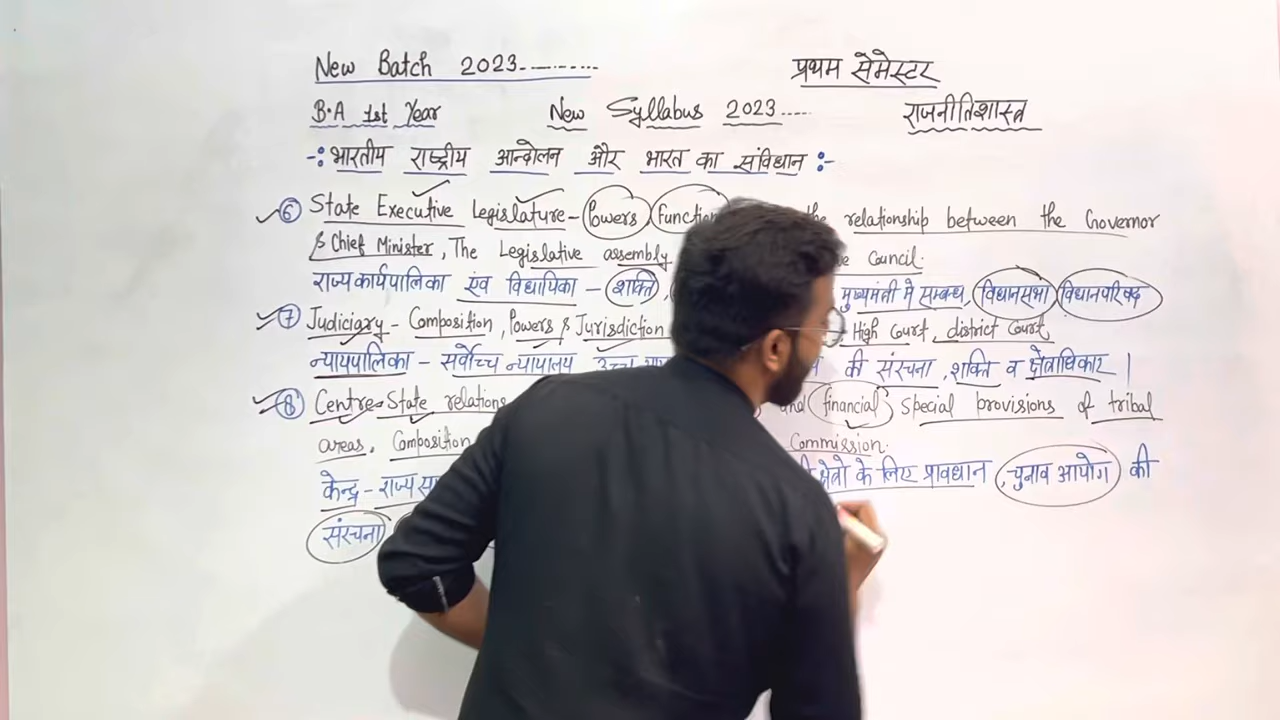 New Batch 2023..........
प्रथम सेमेस्टर
B.A 1st Year New Syllabus 2023.....
राजनीतिशास्त्र
-: भारतीय राष्ट्रीय आन्दोलन और भारत का संविधान :-
⑥ State Executive Legislature - Powers Function the relationship between the Governor
& Chief Minister, The Legislative assembly Council.
राज्य कार्यपालिका एंव विधायिका - शक्ति, मुख्यमंत्री मे सम्बन्ध, विधानसभा विधानपरिषद
⑦ Judiciary - Composition, Powers & Jurisdiction High Court, district Court,
न्यायपालिका - सर्वोच्च न्यायालय की संरचना, शक्ति व क्षेत्राधिकार ।
⑧ Centre-State relations and financial, Special provisions of tribal
areas, Composition Commission.
केन्द्र - राज्य क्षेत्रो के लिए प्रावधान, चुनाव आयोग की
संरचना